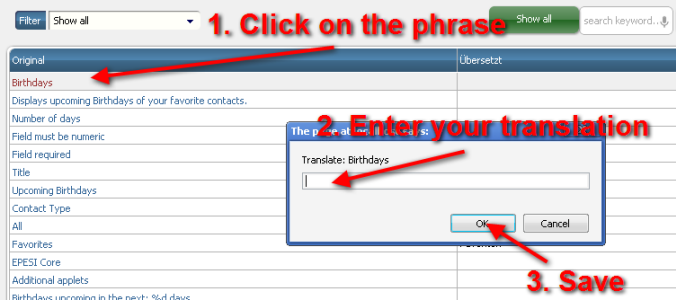 Filter Show all
1. Click on the phrase
Show all
search keyword...
Original Übersetzt
Birthdays
Displays upcoming Birthdays of your favorite contacts.
Number of days
Field must be numeric
Field required
Title
Upcoming Birthdays
Contact Type
All
Favorites
EPESI Core
Additional applets
Birthdays upcoming in the next: %d days
The page at
says:
2. Enter your translation
Translate: Birthdays
OK Cancel
3. Save